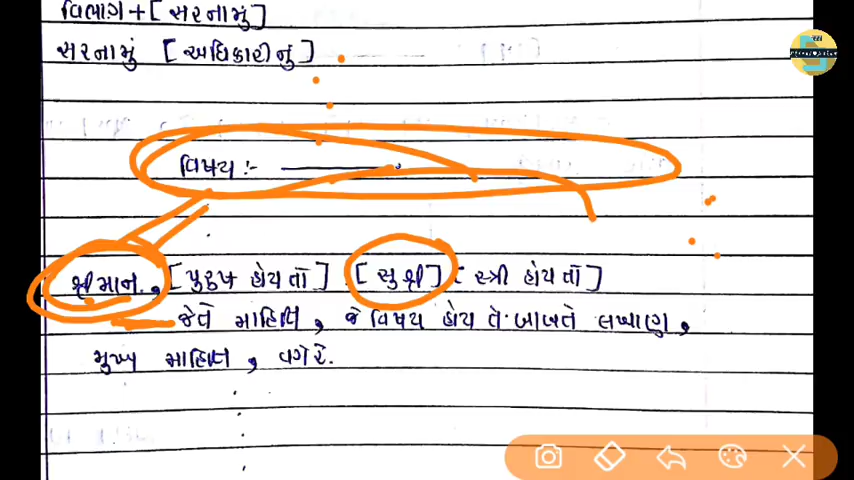 વિભાગ + [સરનામું]
સરનામું [અધિકારીનું]
વિષય :-
શ્રીમાન, [પુરુષ હોય તો] [સુશ્રી] [સ્ત્રી હોય તો]
જેતે માહિતિ, જે વિષય હોય તે બાબતે લખાણ,
મુખ્ય માહિતિ, વગેરે.